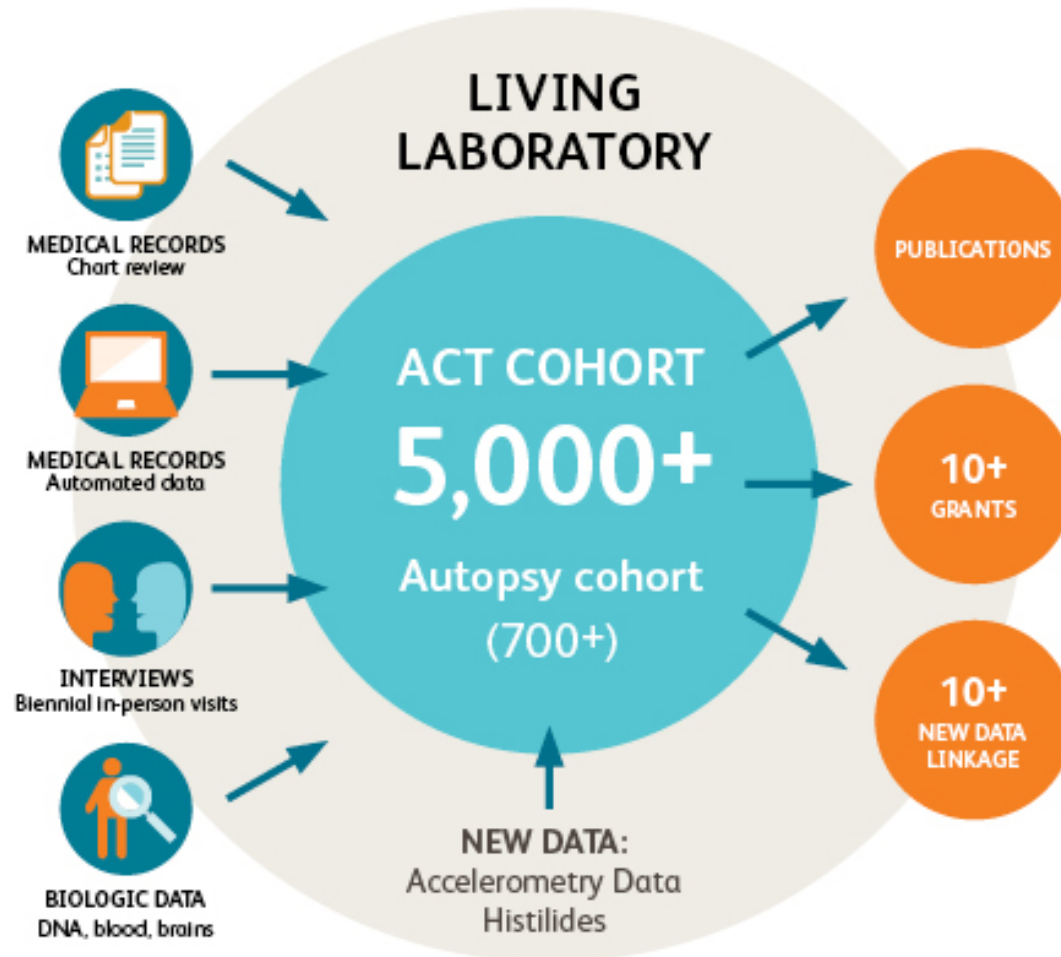 LIVING
LABORATORY
MEDICAL RECORDS
Chart review
MEDICAL RECORDS
Automated data
INTERVIEWS
Biennial in-person visits
BIOLOGIC DATA
DNA, blood, brains
ACT COHORT
5,000+
Autopsy cohort
(700+)
NEW DATA:
Accelerometry Data
Histilides
PUBLICATIONS
10+
GRANTS
10+
NEW DATA
LINKAGE